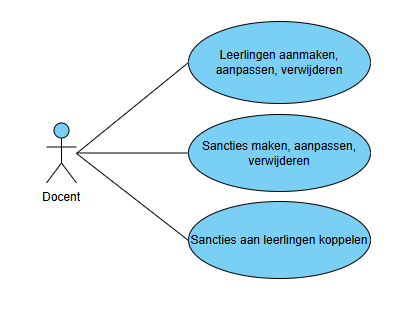 Leerlingen aanmaken,
aanpassen, verwijderen
Sancties maken, aanpassen,
verwijderen
Docent
Sancties aan leerlingen koppelen